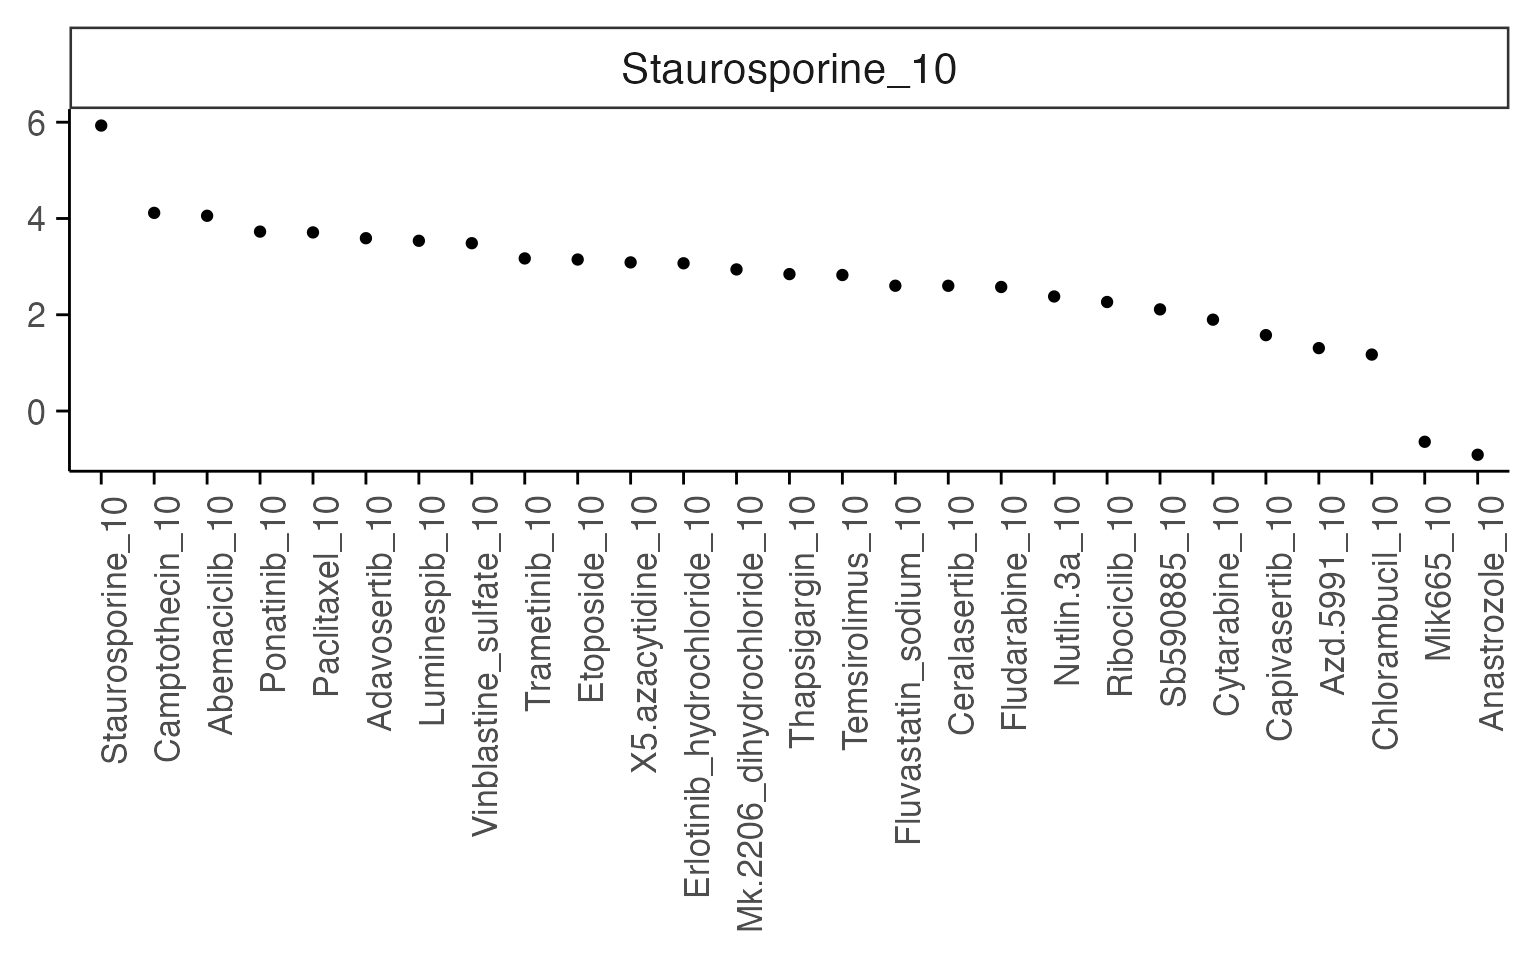 Staurosporine_10
6
4
2
0
Staurosporine_10
Camptothecin_10
Abemaciclib_10
Ponatinib_10
Paclitaxel_10
Adavosertib_10
Luminespib_10
Vinblastine_sulfate_10
Trametinib_10
Etoposide_10
X5.azacytidine_10
Erlotinib_hydrochloride_10
Mk.2206_dihydrochloride_10
Thapsigargin_10
Temsirolimus_10
Fluvastatin_sodium_10
Ceralasertib_10
Fludarabine_10
Nutlin.3a_10
Ribociclib_10
Sb590885_10
Cytarabine_10
Capivasertib_10
Azd.5991_10
Chlorambucil_10
Mik665_10
Anastrozole_10